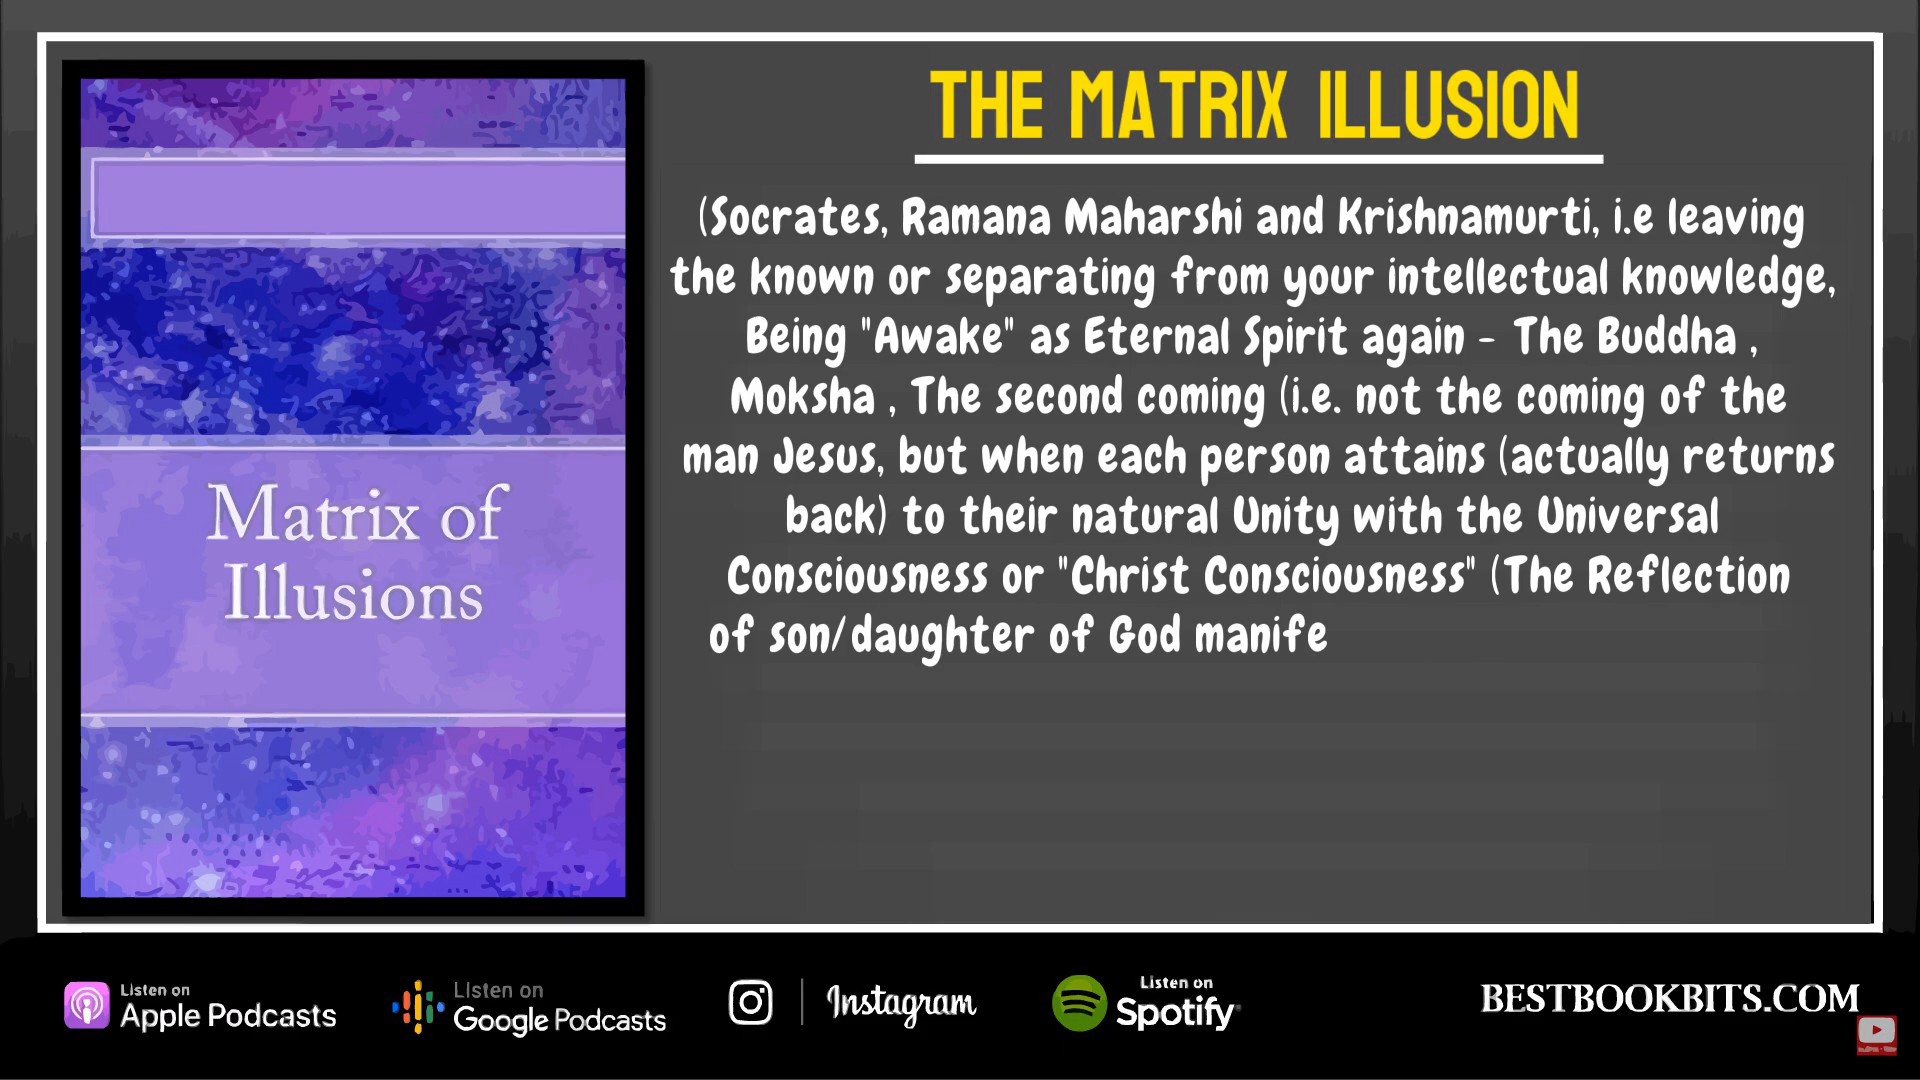 THE MATRIX ILLUSION
(Socrates, Ramana Maharshi and Krishnamurti, i.e leaving
the known or separating from your intellectual knowledge,
Being "Awake" as Eternal Spirit again - The Buddha ,
Moksha , The second coming (i.e. not the coming of the
man Jesus, but when each person attains (actually returns
back) to their natural Unity with the Universal
Consciousness or "Christ Consciousness" (The Reflection
of son/daughter of God manife
Matrix of
Illusions
Listen on
Apple Podcasts
Listen on
Google Podcasts
Instagram
Listen on
Spotify
BESTBOOKBITS.COM